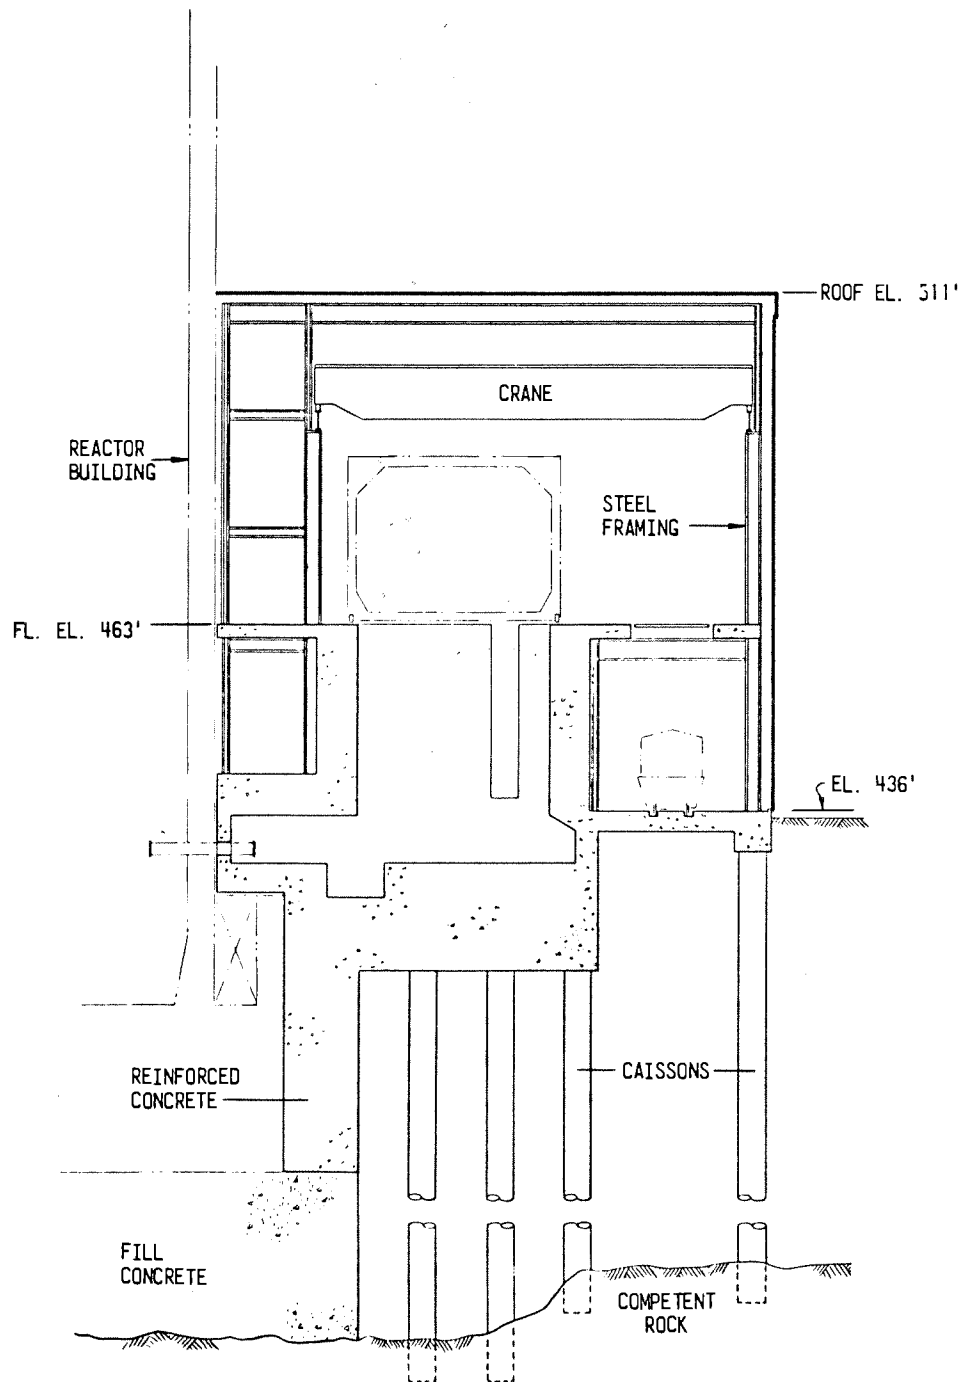 ROOF EL. 511'
CRANE
REACTOR
BUILDING
STEEL
FRAMING
FL. EL. 463'
EL. 436'
CAISSONS
REINFORCED
CONCRETE
FILL
CONCRETE
COMPETENT
ROCK